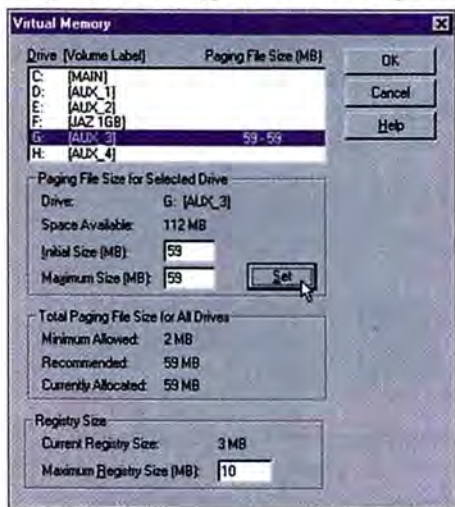 Virtual Memory
Drive [Volume Label] Paging File Size (MB)
C: [MAIN]
D: [AUX_1]
E: [AUX_2]
F: [JAZ 1GB]
G: [AUX_3] 59 - 59
H: [AUX_4]
OK
Cancel
Help
Paging File Size for Selected Drive
Drive: G: [AUX_3]
Space Available: 112 MB
Initial Size (MB): 59
Maximum Size (MB): 59
Set
Total Paging File Size for All Drives
Minimum Allowed: 2 MB
Recommended: 59 MB
Currently Allocated: 59 MB
Registry Size
Current Registry Size: 3 MB
Maximum Registry Size (MB): 10